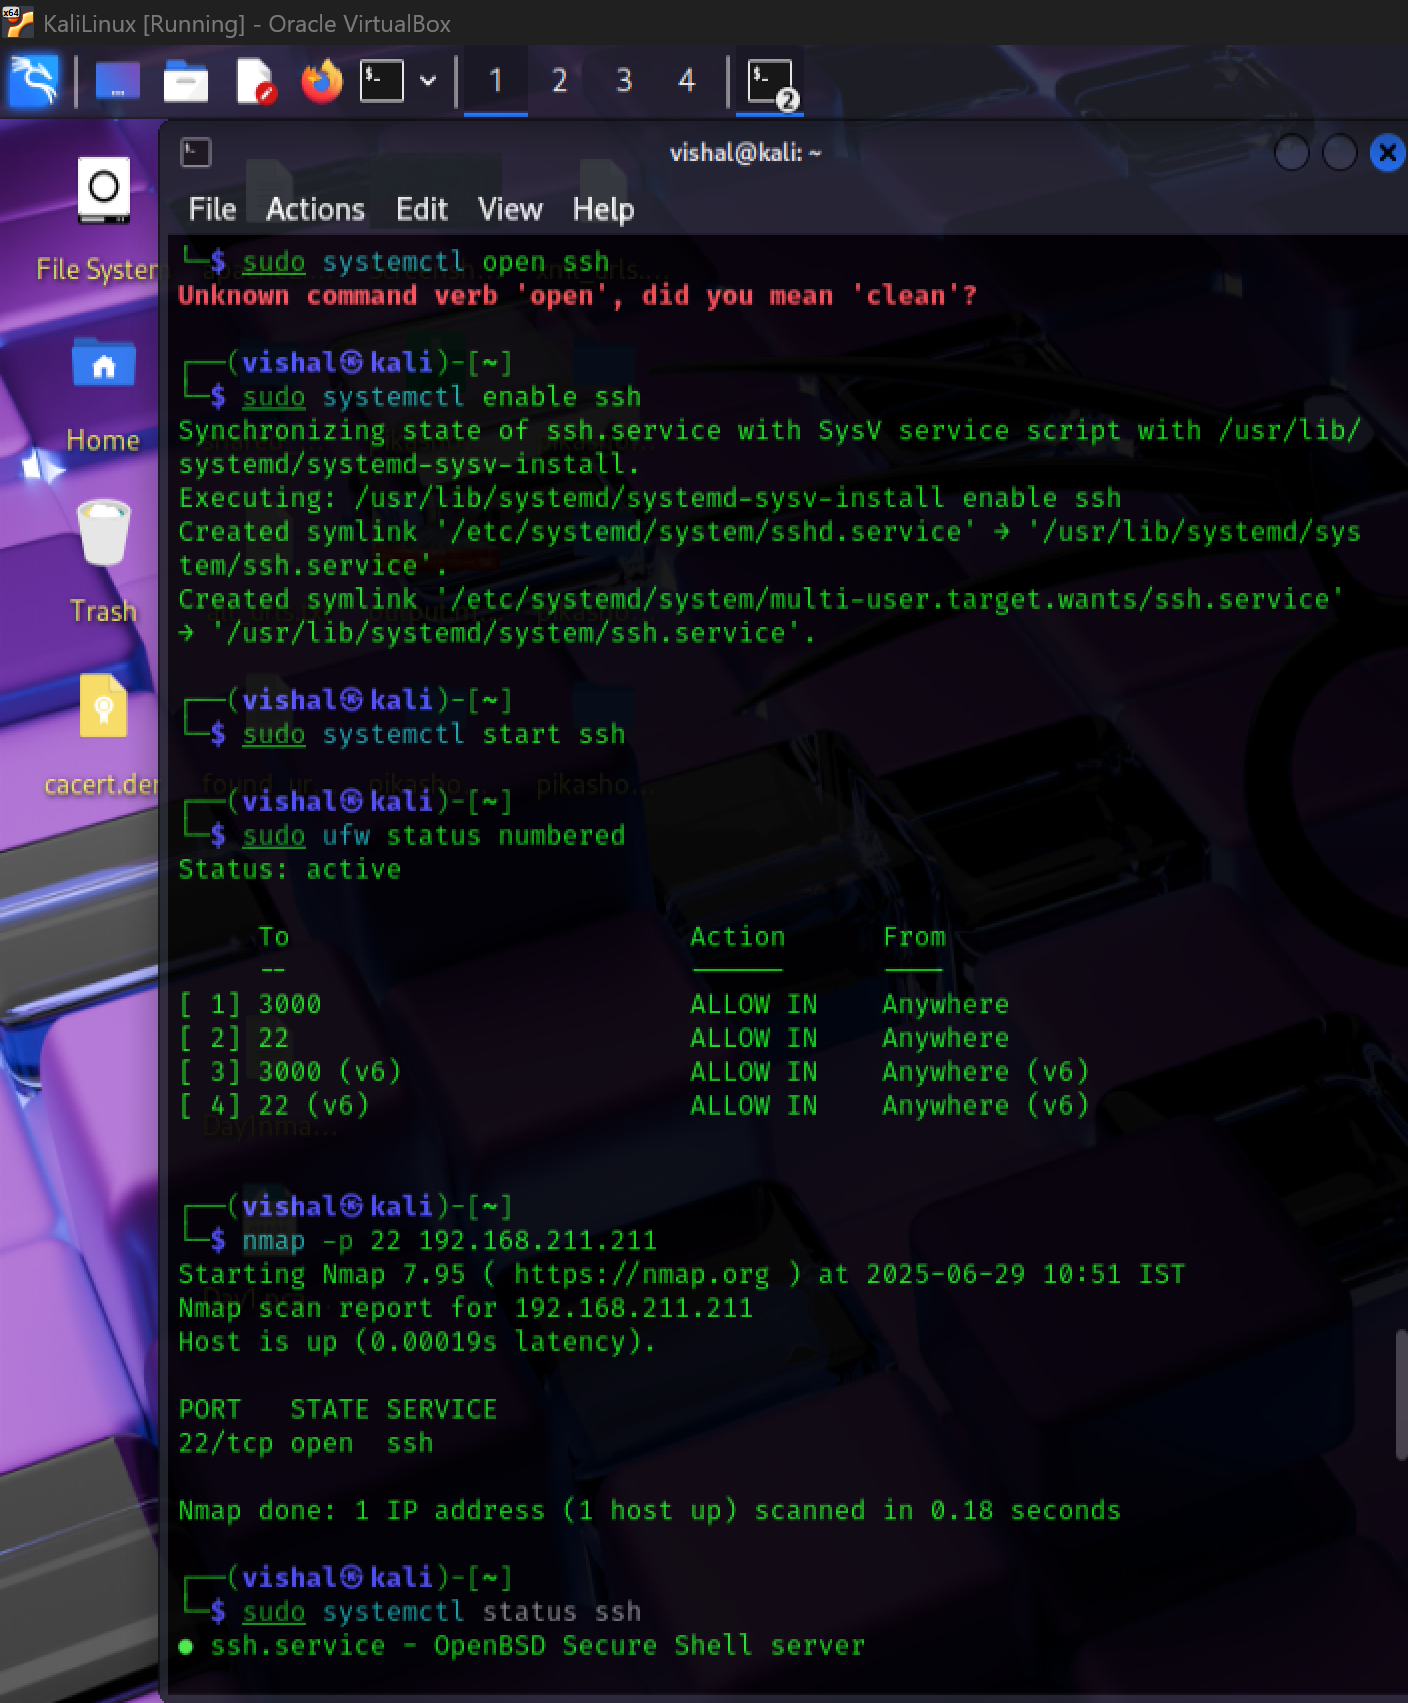 x64
KaliLinux [Running] - Oracle VirtualBox
1 2 3 4
2
vishal@kali: ~
File Actions Edit View Help
File System
Home
Trash
cacert.der
└─$ sudo systemctl open ssh
Unknown command verb 'open', did you mean 'clean'?
┌──(vishal㉿kali)-[~]
└─$ sudo systemctl enable ssh
Synchronizing state of ssh.service with SysV service script with /usr/lib/
systemd/systemd-sysv-install.
Executing: /usr/lib/systemd/systemd-sysv-install enable ssh
Created symlink '/etc/systemd/system/sshd.service' → '/usr/lib/systemd/sys
tem/ssh.service'.
Created symlink '/etc/systemd/system/multi-user.target.wants/ssh.service'
→ '/usr/lib/systemd/system/ssh.service'.
┌──(vishal㉿kali)-[~]
└─$ sudo systemctl start ssh
┌──(vishal㉿kali)-[~]
└─$ sudo ufw status numbered
Status: active
To Action From
-- —— ——
[ 1] 3000 ALLOW IN Anywhere
[ 2] 22 ALLOW IN Anywhere
[ 3] 3000 (v6) ALLOW IN Anywhere (v6)
[ 4] 22 (v6) ALLOW IN Anywhere (v6)
┌──(vishal㉿kali)-[~]
└─$ nmap -p 22 192.168.211.211
Starting Nmap 7.95 ( https://nmap.org ) at 2025-06-29 10:51 IST
Nmap scan report for 192.168.211.211
Host is up (0.00019s latency).
PORT STATE SERVICE
22/tcp open ssh
Nmap done: 1 IP address (1 host up) scanned in 0.18 seconds
┌──(vishal㉿kali)-[~]
└─$ sudo systemctl status ssh
● ssh.service - OpenBSD Secure Shell server